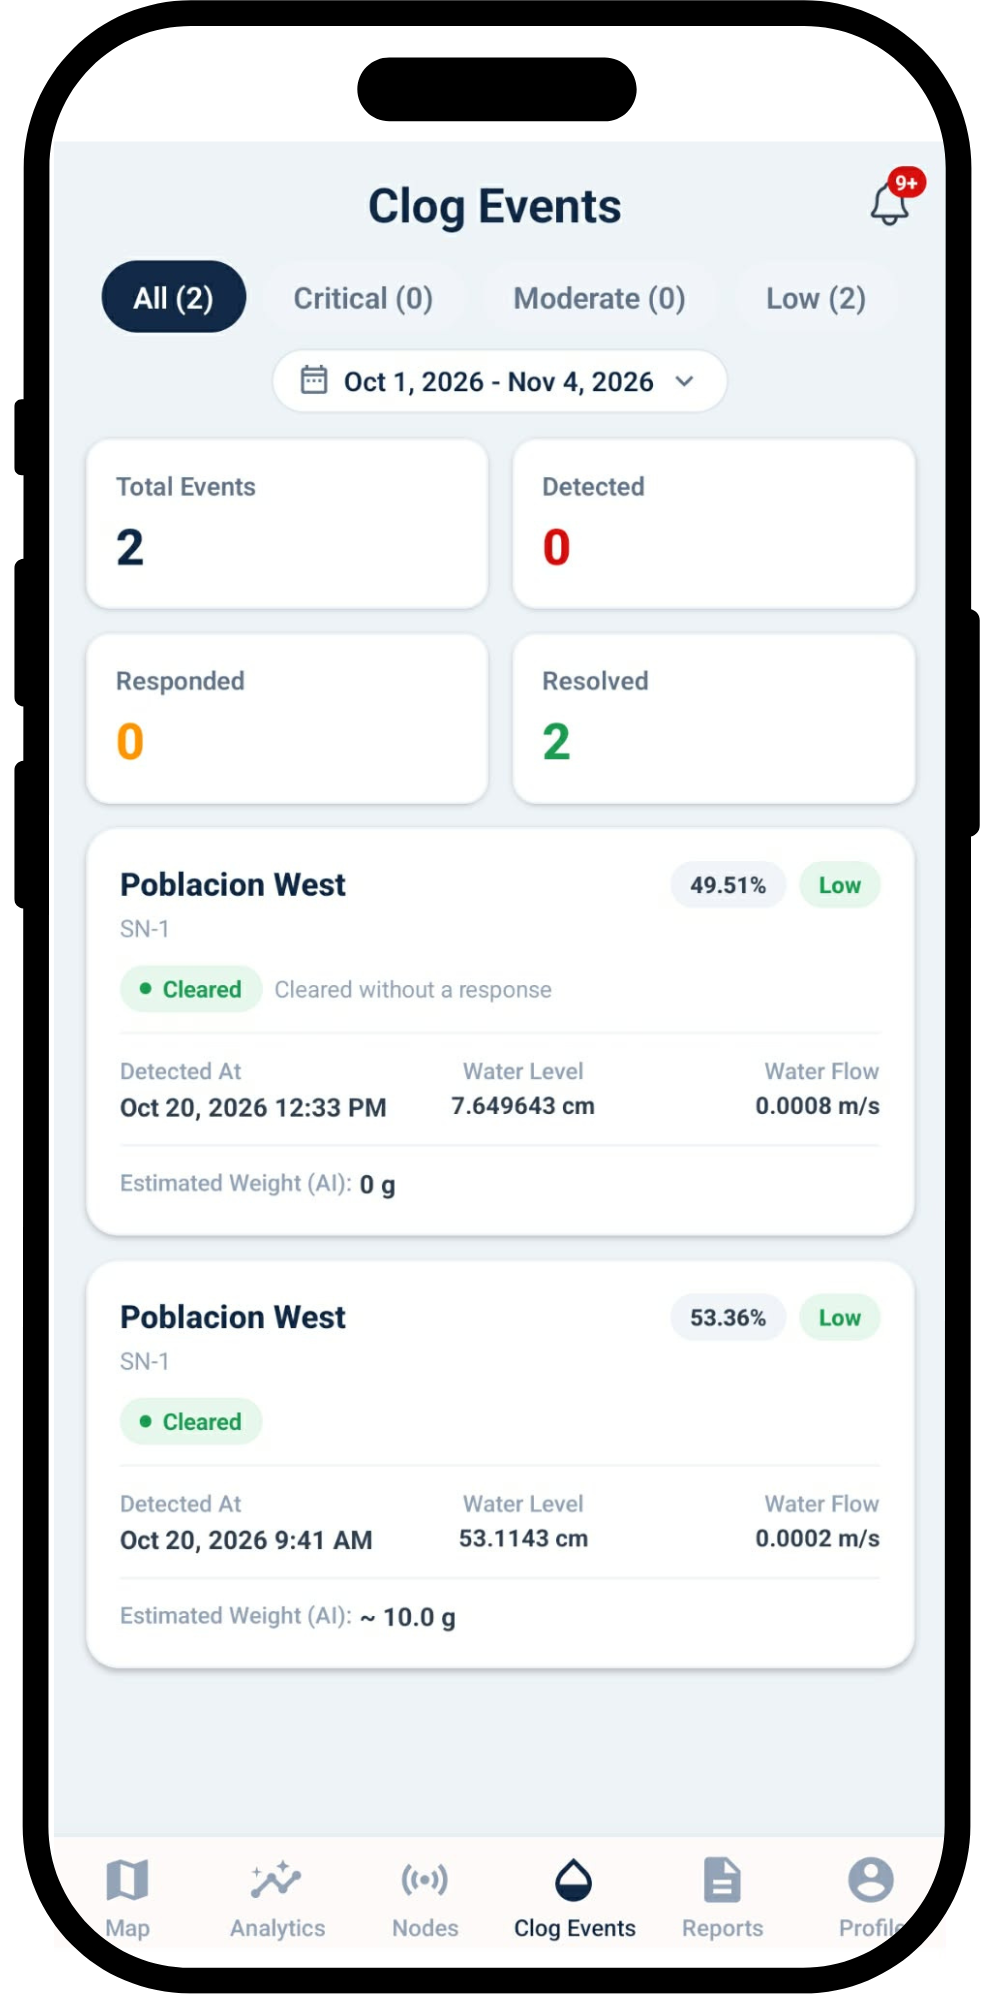 Clog Events
9+
All (2)
Critical (0)
Moderate (0)
Low (2)
Oct 1, 2026 - Nov 4, 2026
Total Events
2
Detected
0
Responded
0
Resolved
2
Poblacion West
49.51%
Low
SN-1
Cleared
Cleared without a response
Detected At
Oct 20, 2026 12:33 PM
Water Level
7.649643 cm
Water Flow
0.0008 m/s
Estimated Weight (AI): 0 g
Poblacion West
53.36%
Low
SN-1
Cleared
Detected At
Oct 20, 2026 9:41 AM
Water Level
53.1143 cm
Water Flow
0.0002 m/s
Estimated Weight (AI): ~ 10.0 g
Map
Analytics
Nodes
Clog Events
Reports
Profile